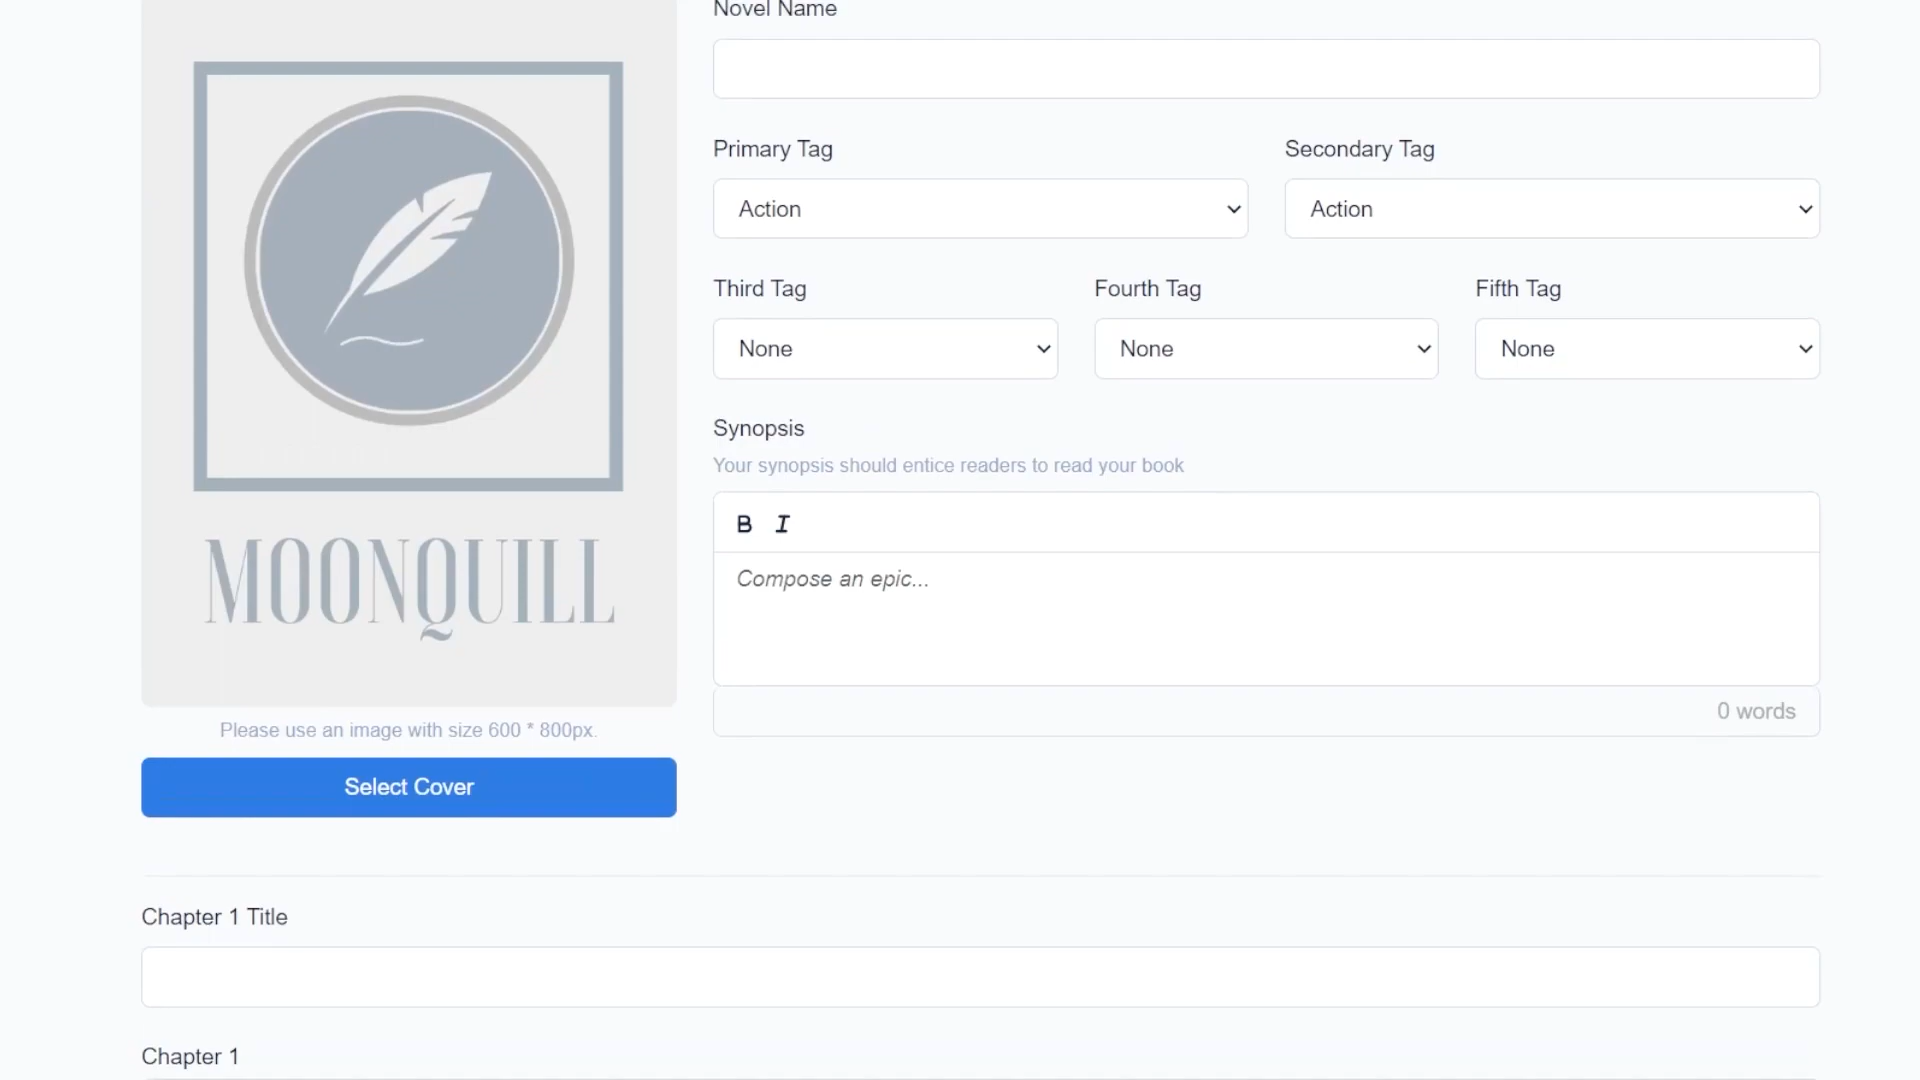 Novel Name
Primary Tag
Secondary Tag
Action
Action
Third Tag
Fourth Tag
Fifth Tag
None
None
None
Synopsis
Your synopsis should entice readers to read your book
B I
Compose an epic...
0 words
MOONQUILL
Please use an image with size 600 * 800px.
Select Cover
Chapter 1 Title
Chapter 1